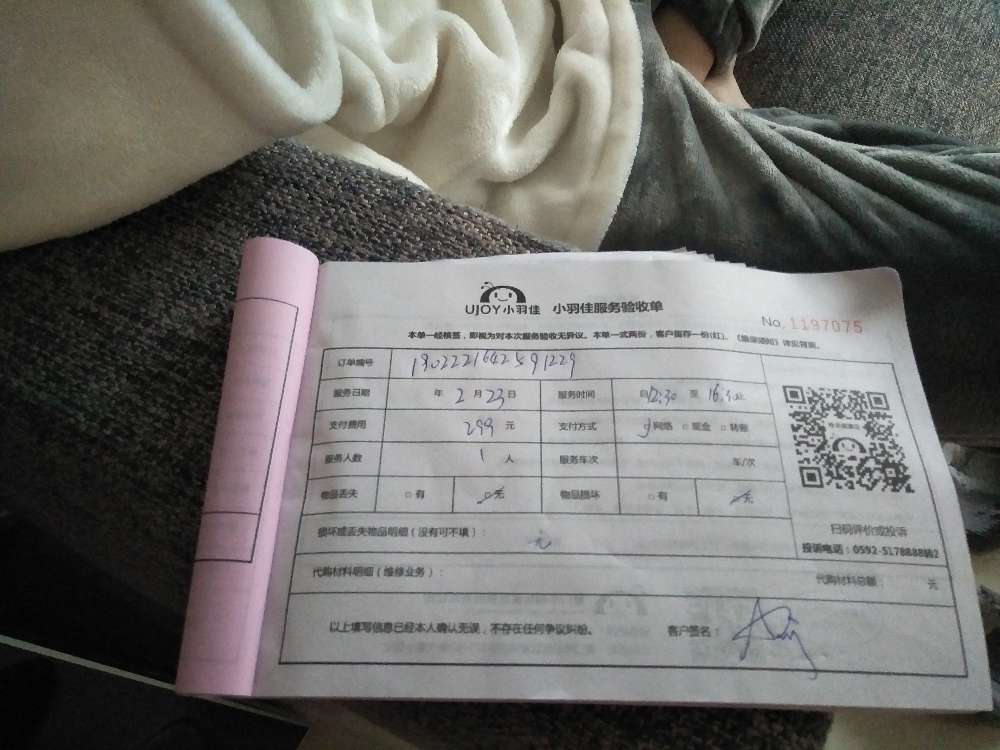 UJOY小羽佳 小羽佳服务验收单
No.1197075
本单一经核签，即视为对本次服务验收无异议。本单一式两份，客户留存一份(红)。
订单编号
服务日期 年 2 月 23 日 服务时间 自 12:30 至 16:30 止
支付费用 299 元 支付方式 网络 □ 现金 □ 转账
服务人数 1 人 服务车次 车/次
物品丢失 □ 有 □ 无 物品损坏 □ 有 □ 无
损坏或丢失物品明细（没有可不填）：
扫码评价或投诉
投诉电话：0592-5178888转2
代购材料明细（维修业务）： 代购材料总额： 元
以上填写信息已经本人确认无误，不存在任何争议纠纷。 客户签名：